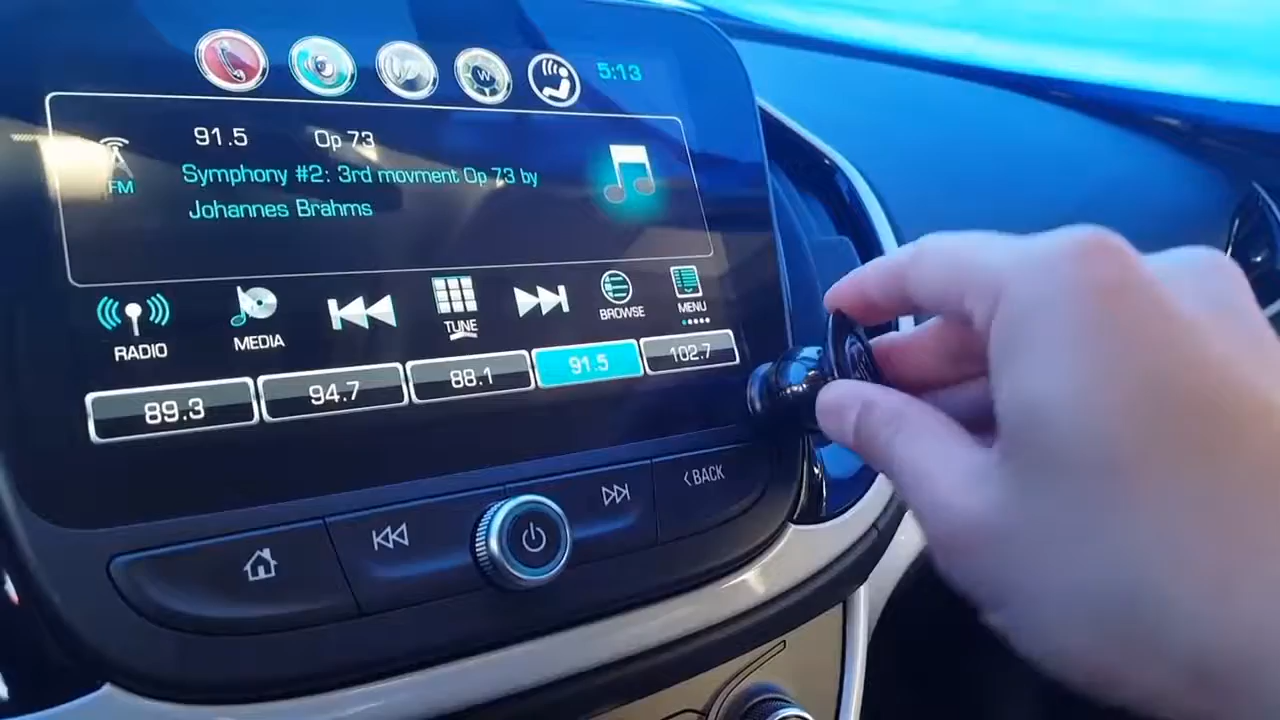 5:13
W
91.5 Op 73
FM
Symphony #2: 3rd movment Op 73 by
Johannes Brahms
RADIO
MEDIA
TUNE
BROWSE
MENU
89.3
94.7
88.1
91.5
102.7
BACK